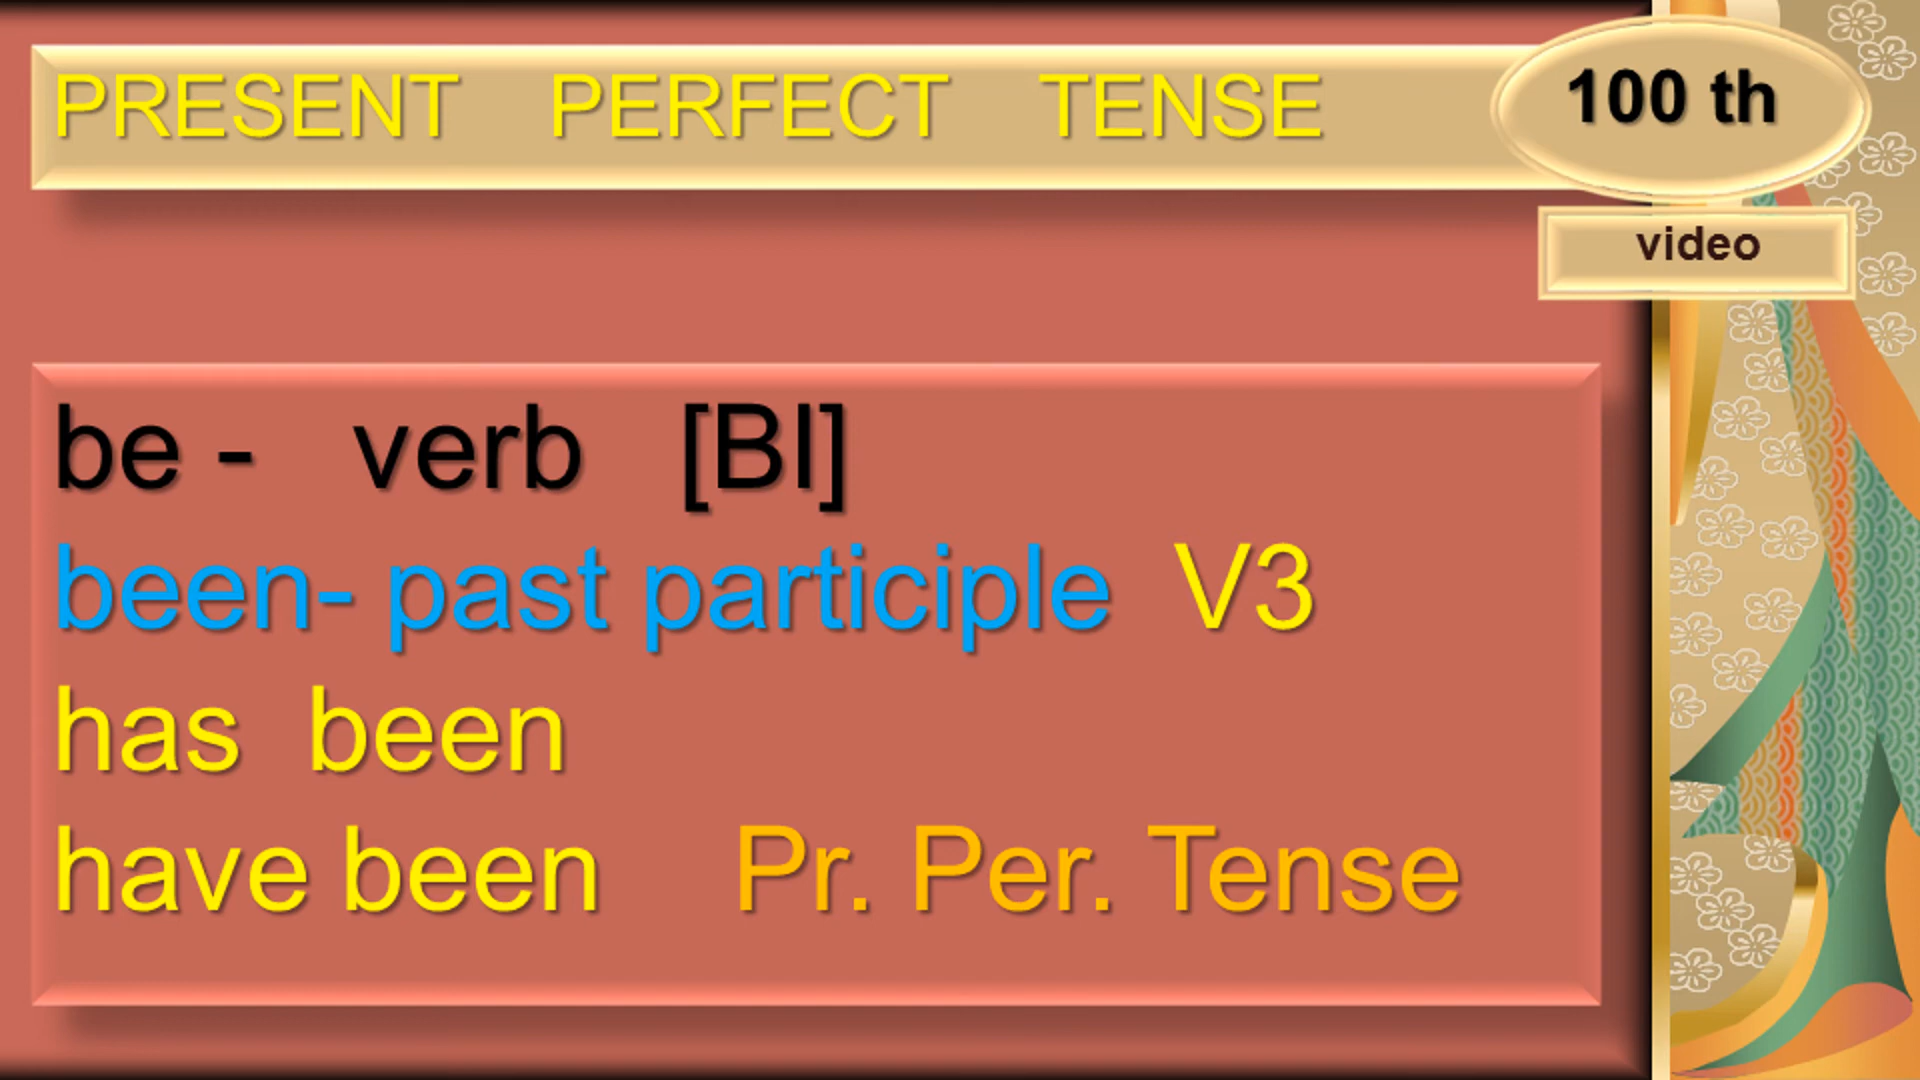 PRESENT PERFECT TENSE
100 th
video
be - verb [BI]
been- past participle V3
has been
have been Pr. Per. Tense